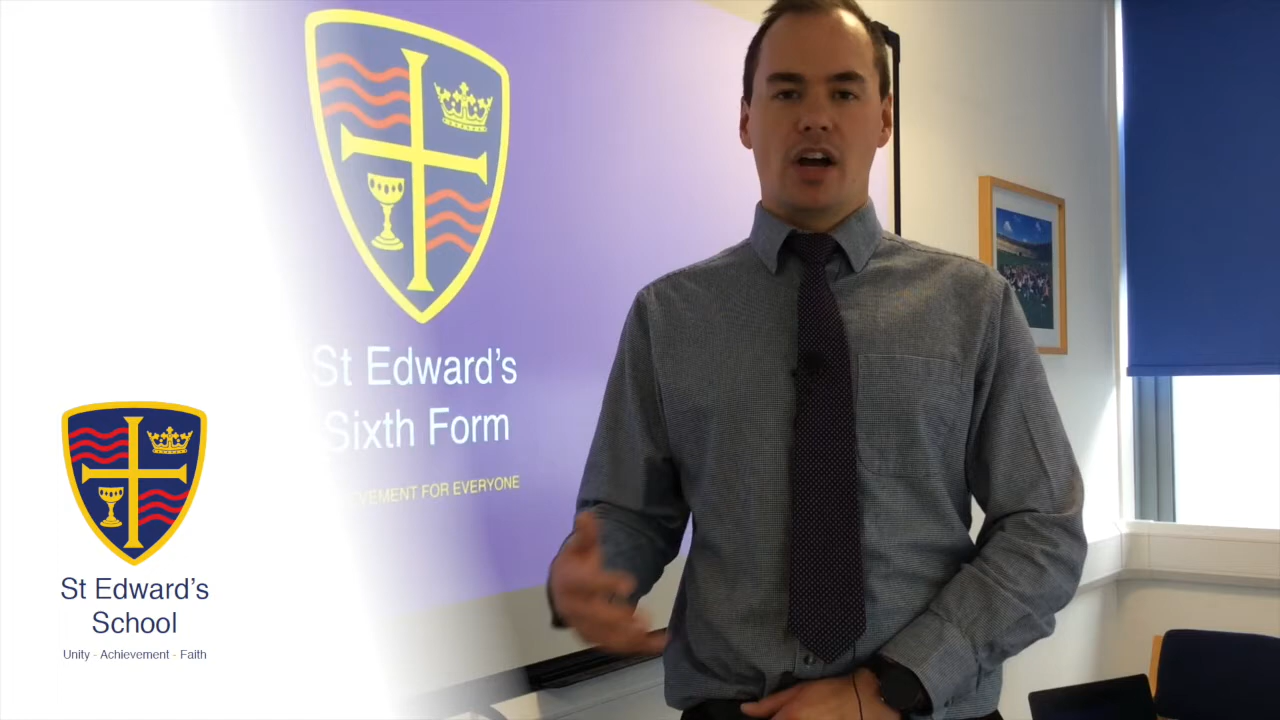 St Edward's
Sixth Form
VEMENT FOR EVERYONE
St Edward's
School
Unity - Achievement - Faith